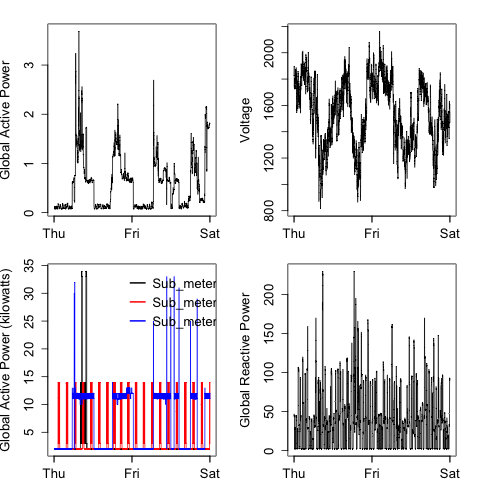 Global Active Power
3
2
1
0
Thu
Fri
Sat
Voltage
2000
1600
1200
800
Thu
Fri
Sat
Global Active Power (kilowatts)
35
30
25
20
15
10
5
Sub_meter
Sub_meter
Sub_meter
Thu
Fri
Sat
Global Reactive Power
200
150
100
50
0
Thu
Fri
Sat